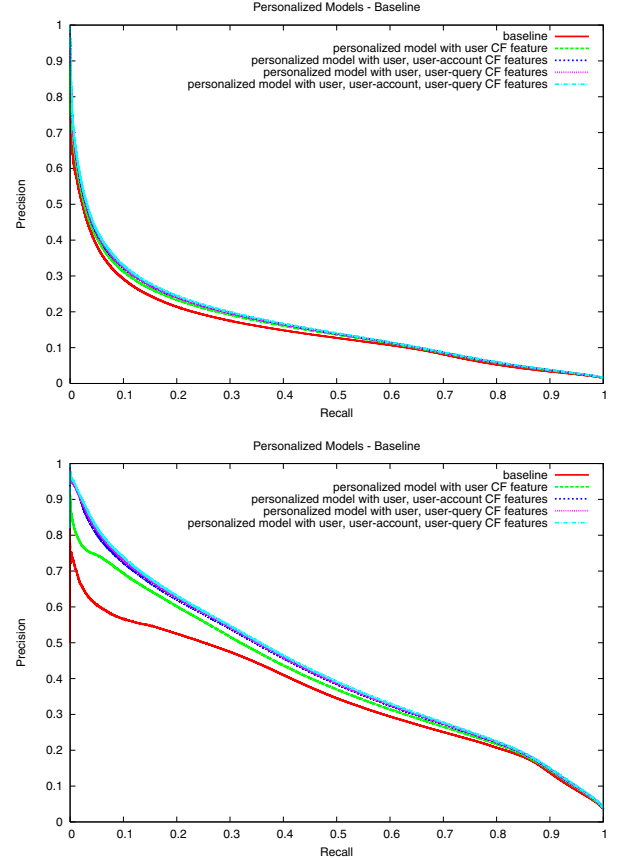 Personalized Models - Baseline
baseline
personalized model with user CF feature
personalized model with user, user-account CF features
personalized model with user, user-query CF features
personalized model with user, user-account, user-query CF features
1
0.9
0.8
0.7
0.6
0.5
0.4
0.3
0.2
0.1
0
Precision
0 0.1 0.2 0.3 0.4 0.5 0.6 0.7 0.8 0.9 1
Recall
Personalized Models - Baseline
baseline
personalized model with user CF feature
personalized model with user, user-account CF features
personalized model with user, user-query CF features
personalized model with user, user-account, user-query CF features
1
0.9
0.8
0.7
0.6
0.5
0.4
0.3
0.2
0.1
0
Precision
0 0.1 0.2 0.3 0.4 0.5 0.6 0.7 0.8 0.9 1
Recall